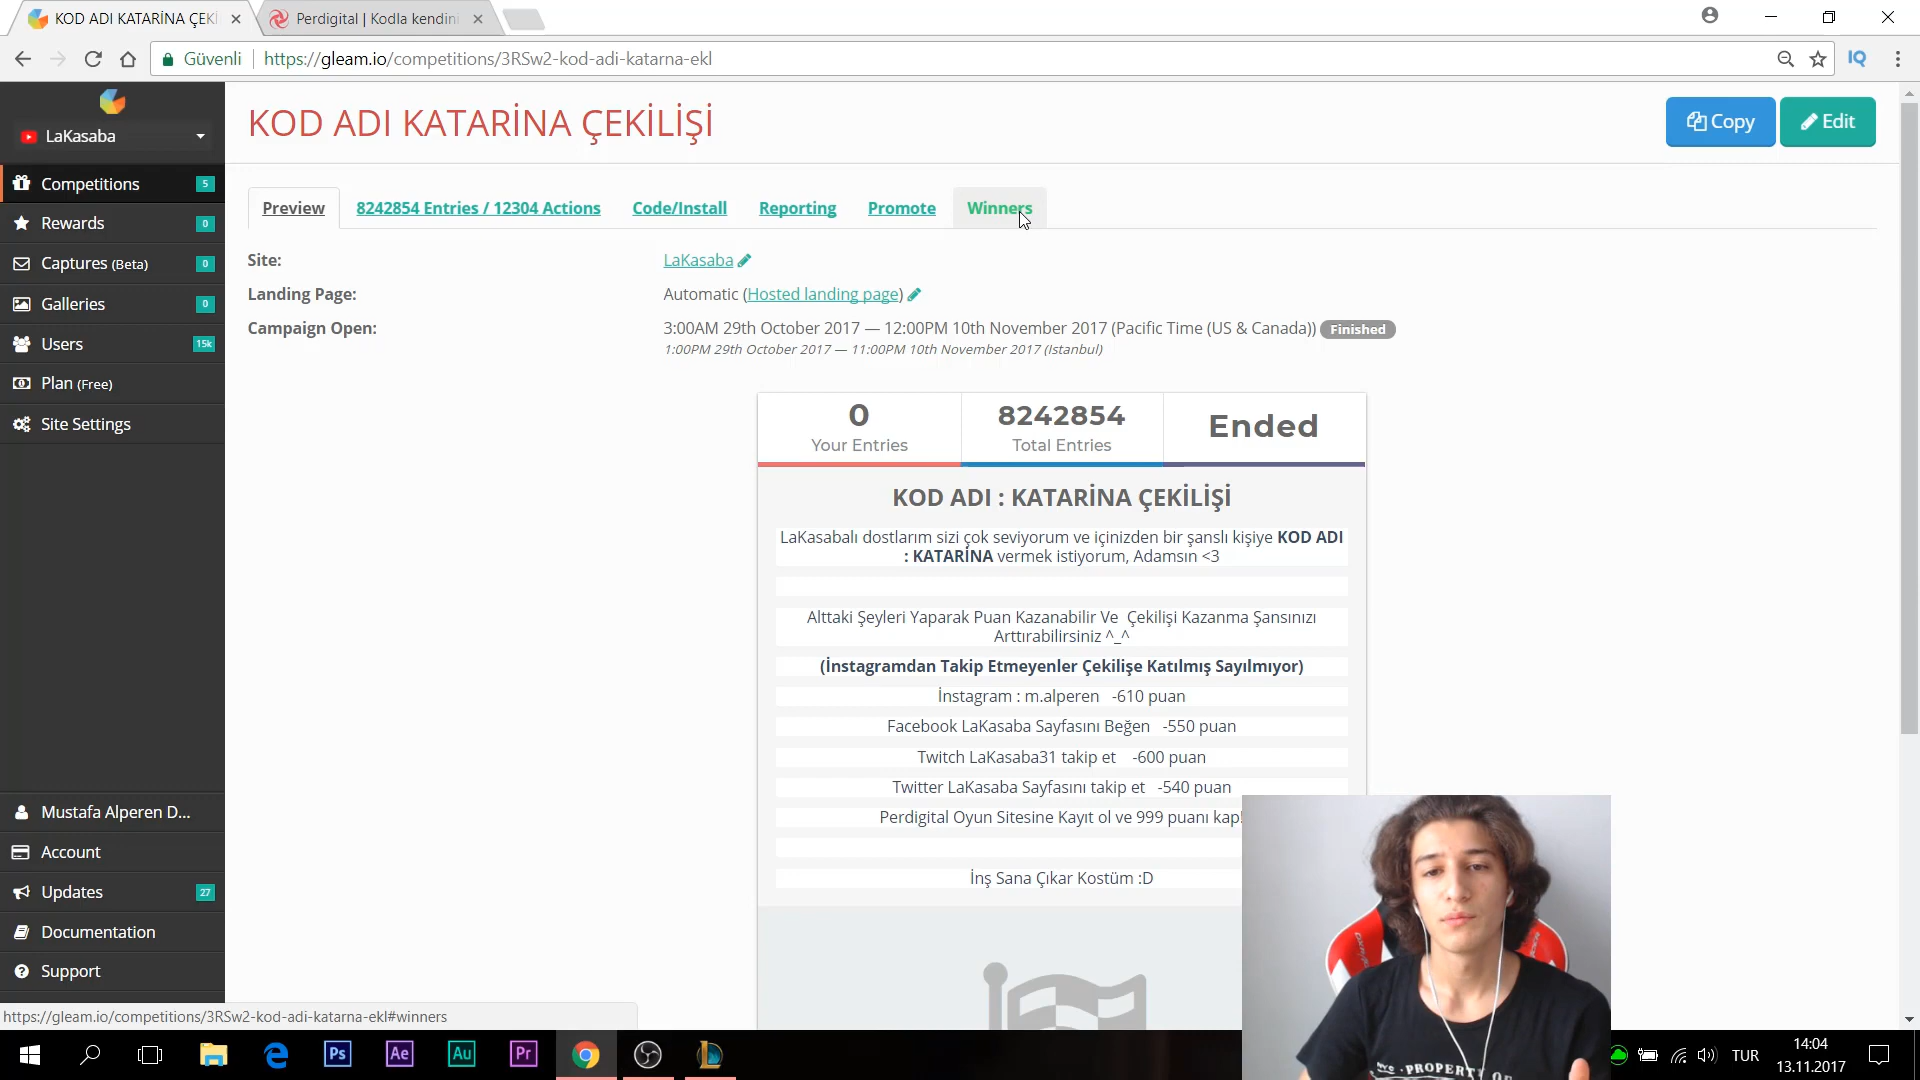 KOD ADI KATARİNA ÇEKİ
Perdigital | Kodla kendini
Güvenli
https://gleam.io/competitions/3RSw2-kod-adi-katarna-ekl
IQ
LaKasaba
KOD ADI KATARİNA ÇEKİLİŞİ
Copy
Edit
Competitions 5
Rewards 0
Captures (Beta) 0
Galleries 0
Users 15k
Plan (Free)
Site Settings
Preview
8242854 Entries / 12304 Actions
Code/Install
Reporting
Promote
Winners
Site:
LaKasaba
Landing Page:
Automatic (Hosted landing page)
Campaign Open:
3:00AM 29th October 2017 — 12:00PM 10th November 2017 (Pacific Time (US & Canada)) Finished
1:00PM 29th October 2017 — 11:00PM 10th November 2017 (Istanbul)
0
Your Entries
8242854
Total Entries
Ended
KOD ADI : KATARİNA ÇEKİLİŞİ
LaKasabalı dostlarım sizi çok seviyorum ve içinizden bir şanslı kişiye KOD ADI
: KATARİNA vermek istiyorum, Adamsın <3
Alttaki Şeyleri Yaparak Puan Kazanabilir Ve Çekilişi Kazanma Şansınızı
Arttırabilirsiniz ^_^
(İnstagramdan Takip Etmeyenler Çekilişe Katılmış Sayılmıyor)
İnstagram : m.alperen -610 puan
Facebook LaKasaba Sayfasını Beğen -550 puan
Twitch LaKasaba31 takip et -600 puan
Twitter LaKasaba Sayfasını takip et -540 puan
Perdigital Oyun Sitesine Kayıt ol ve 999 puanı kap!
İnş Sana Çıkar Kostüm :D
Mustafa Alperen D...
Account
Updates 27
Documentation
Support
https://gleam.io/competitions/3RSw2-kod-adi-katarna-ekl#winners
PROPERTY OF
Ps
Ae
Au
Pr
TUR
14:04
13.11.2017